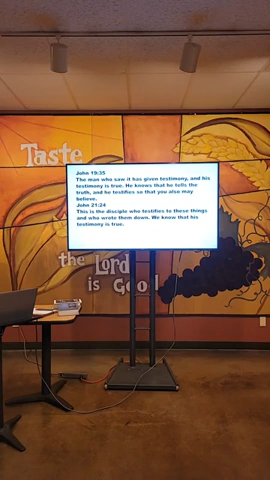 Taste
John 19:35
The man who saw it has given testimony, and his
testimony is true. He knows that he tells the
truth, and he testifies so that you also may
believe.
John 21:24
This is the disciple who testifies to these things
and who wrote them down. We know that his
testimony is true.
the Lord
is Good